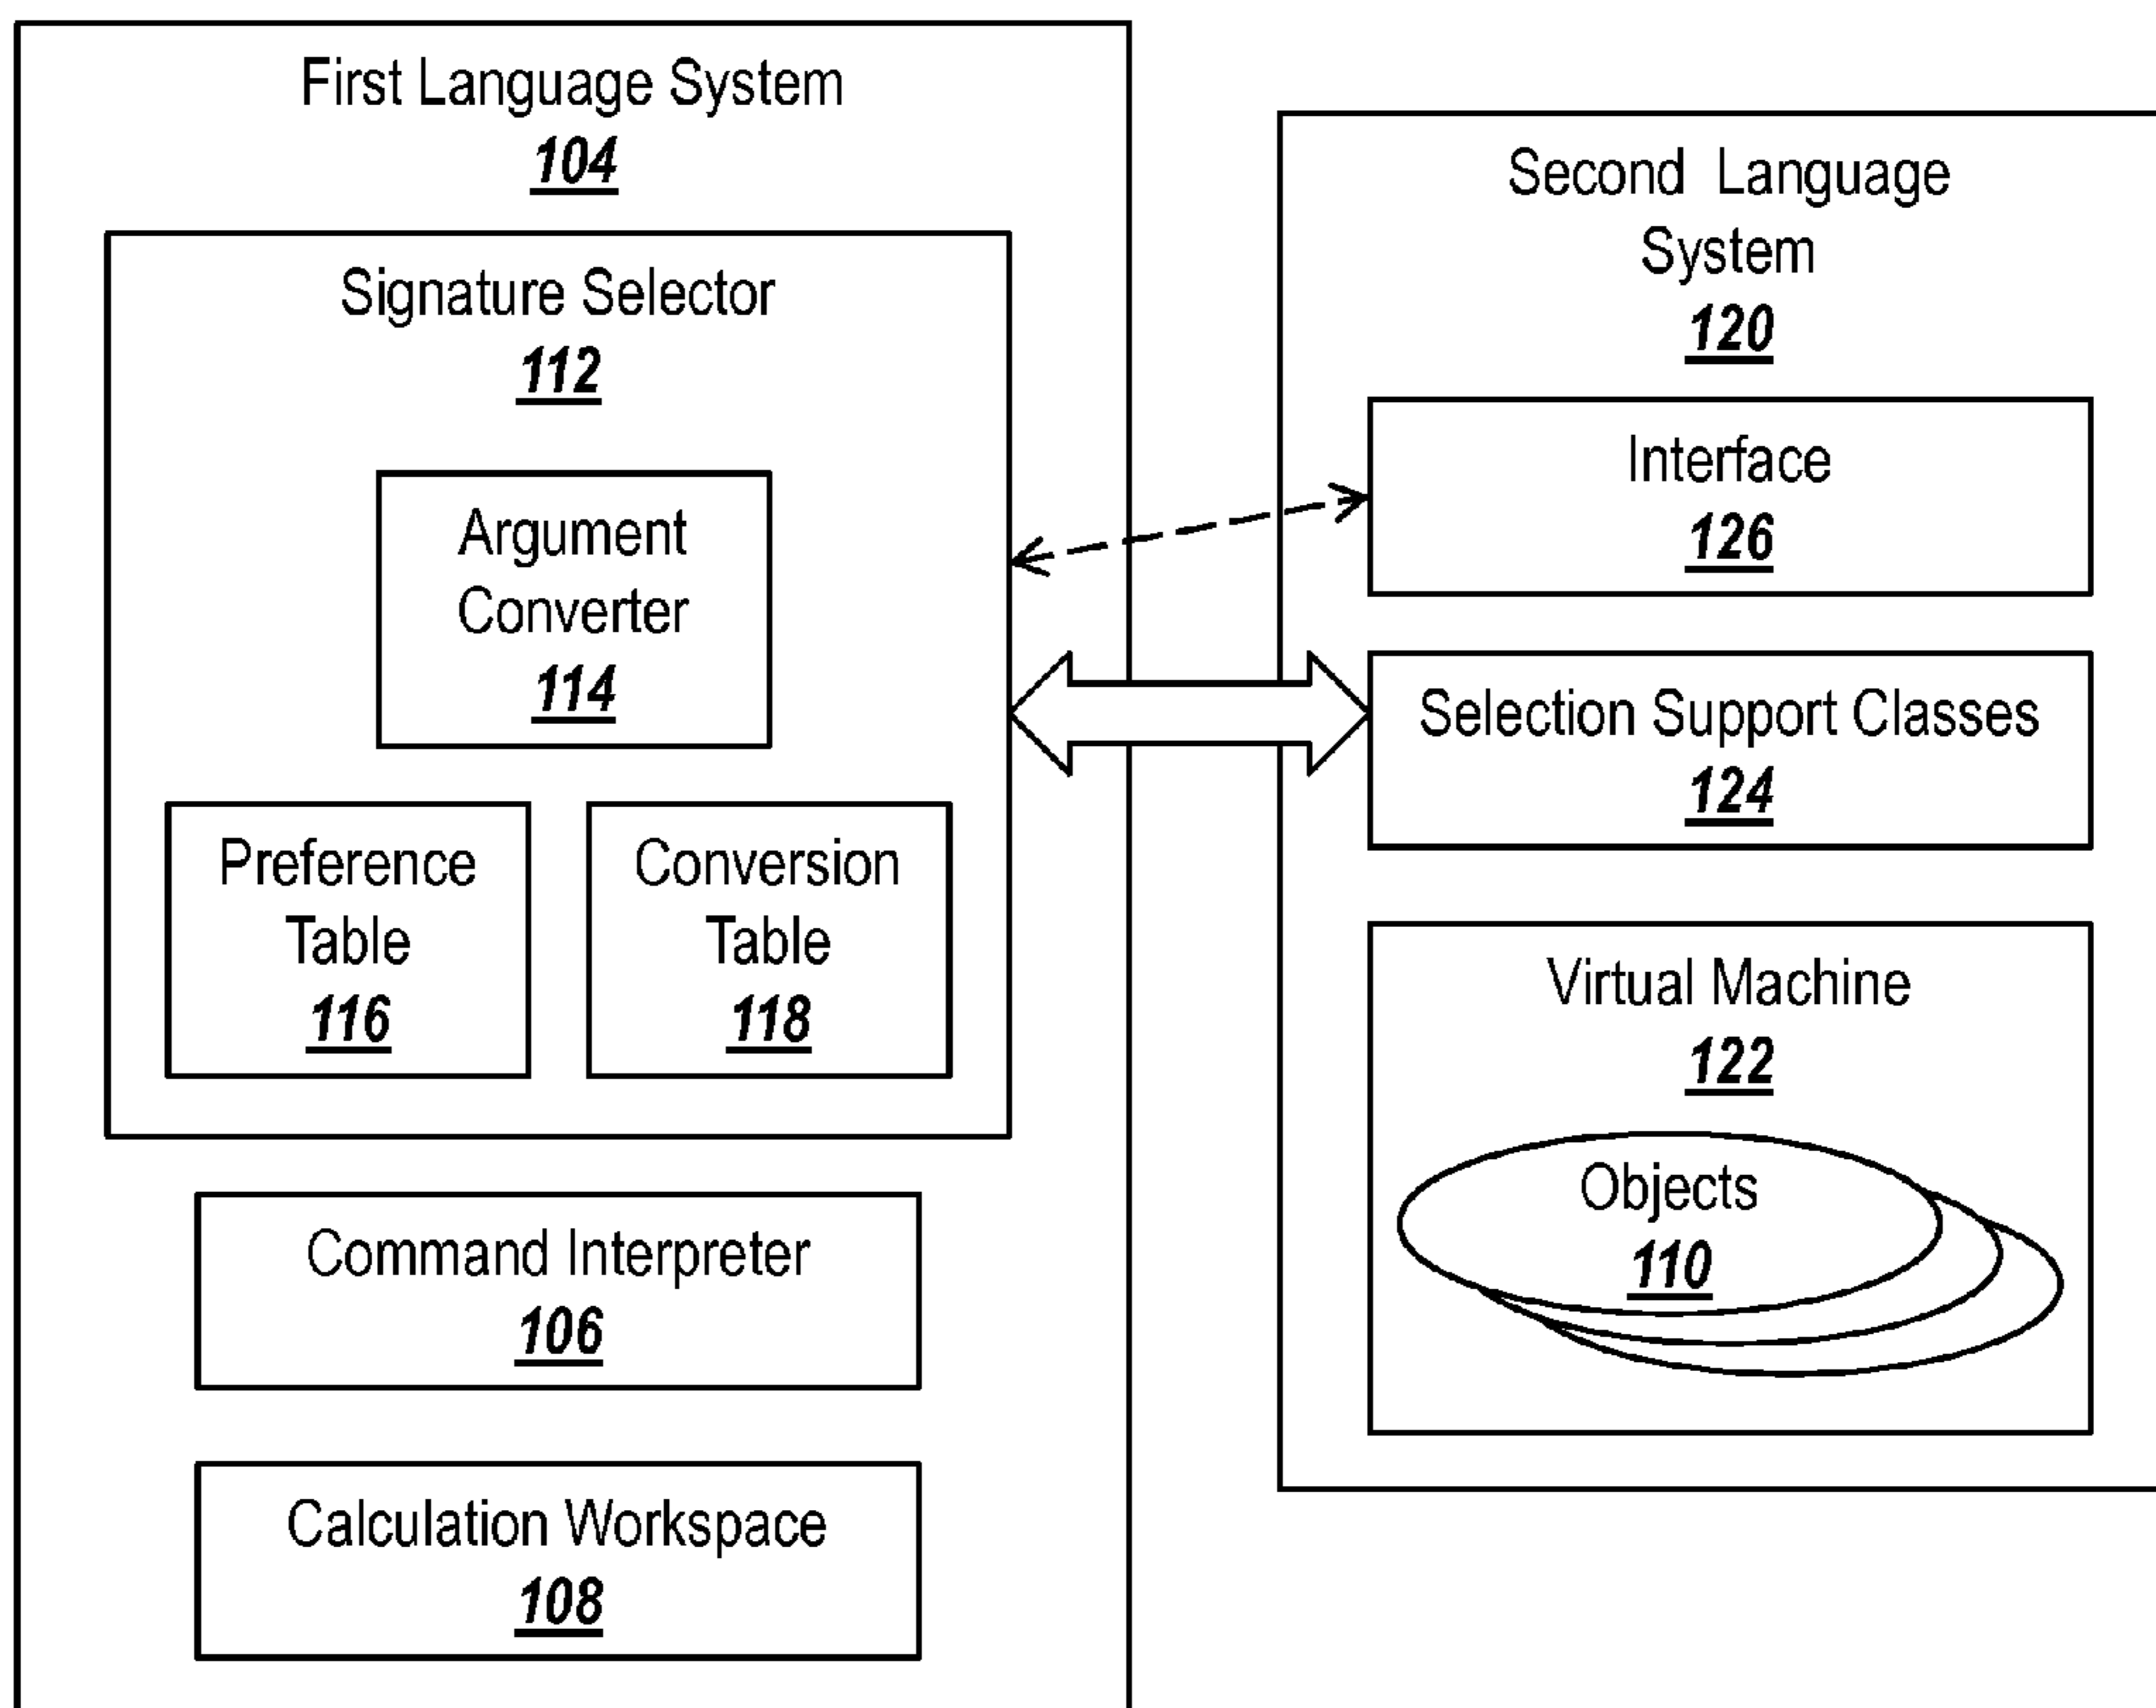 First Language System
104
Signature Selector
112
Argument
Converter
114
Preference
Table
116
Conversion
Table
118
Command Interpreter
106
Calculation Workspace
108
Second Language
System
120
Interface
126
Selection Support Classes
124
Virtual Machine
122
Objects
110